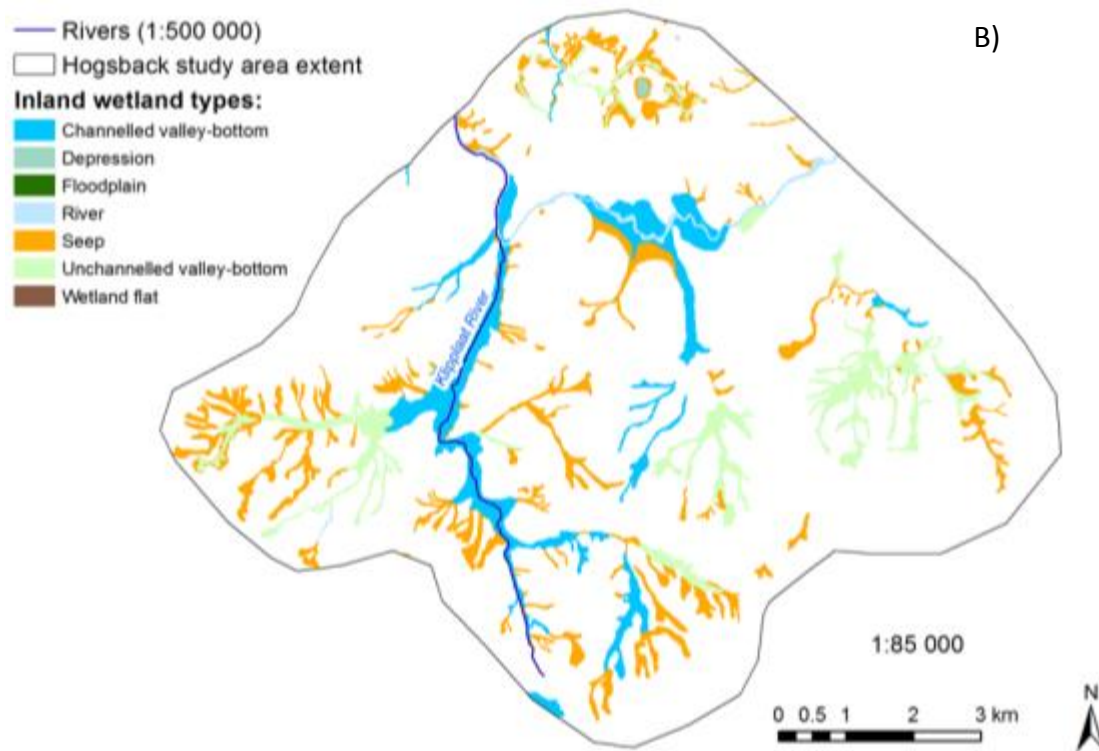 Rivers (1:500 000)
Hogsback study area extent
Inland wetland types:
Channelled valley-bottom
Depression
Floodplain
River
Seep
Unchannelled valley-bottom
Wetland flat
B)
Klipplaat River
1:85 000
0 0.5 1 2 3 km
N